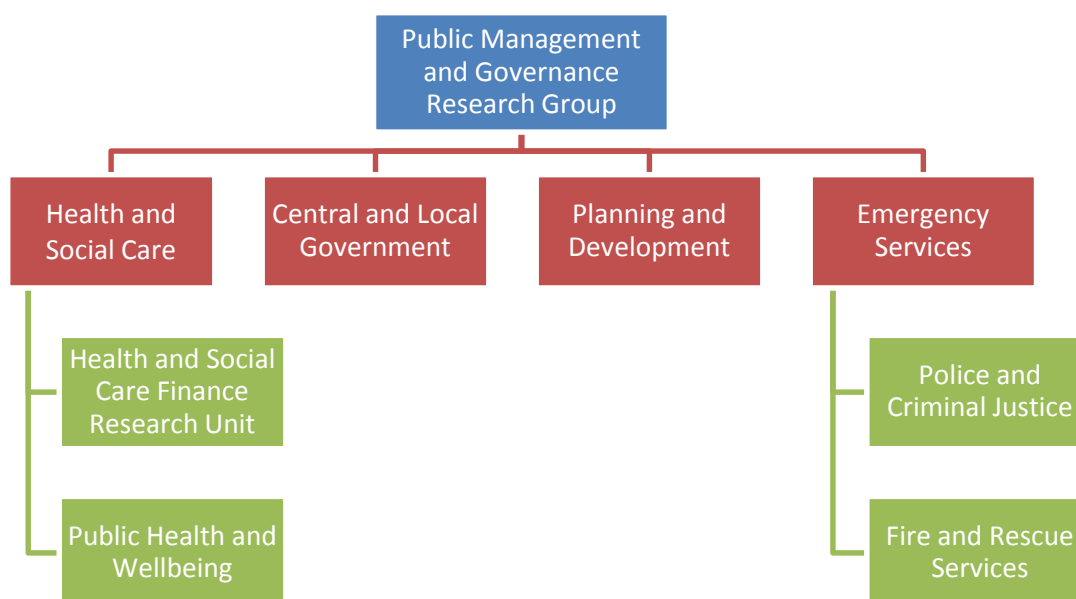 Public Management
and Governance
Research Group
Health and
Social Care
Central and Local
Government
Planning and
Development
Emergency
Services
Health and Social
Care Finance
Research Unit
Police and
Criminal Justice
Public Health and
Wellbeing
Fire and Rescue
Services